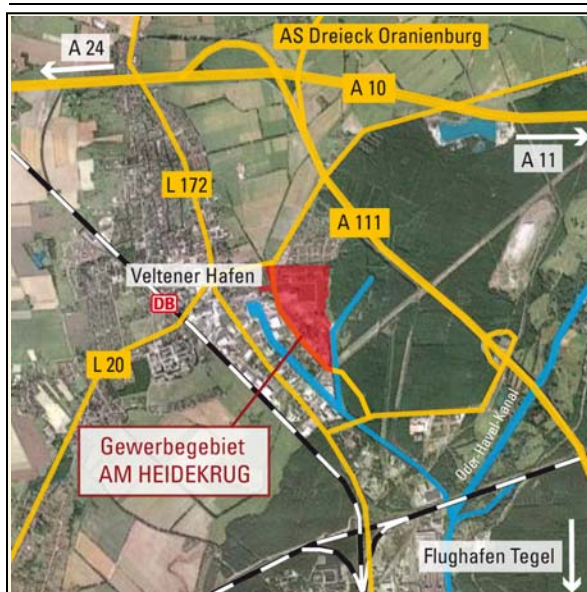 AS Dreieck Oranienburg
A 24
A 10
A 11
L 172
A 111
Veltener Hafen
DB
L 20
Gewerbegebiet
AM HEIDEKRUG
Oder-Havel-Kanal
Flughafen Tegel